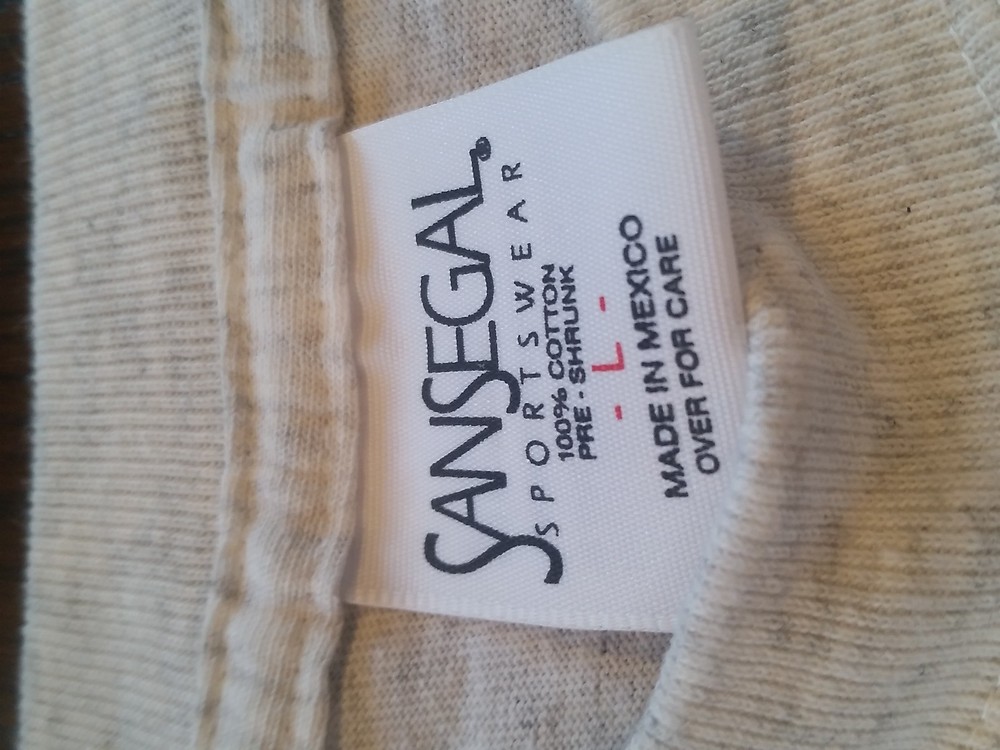 SANSEGAL®
SPORTSWEAR
100% COTTON
PRE-SHRUNK
- L -
MADE IN MEXICO
OVER FOR CARE